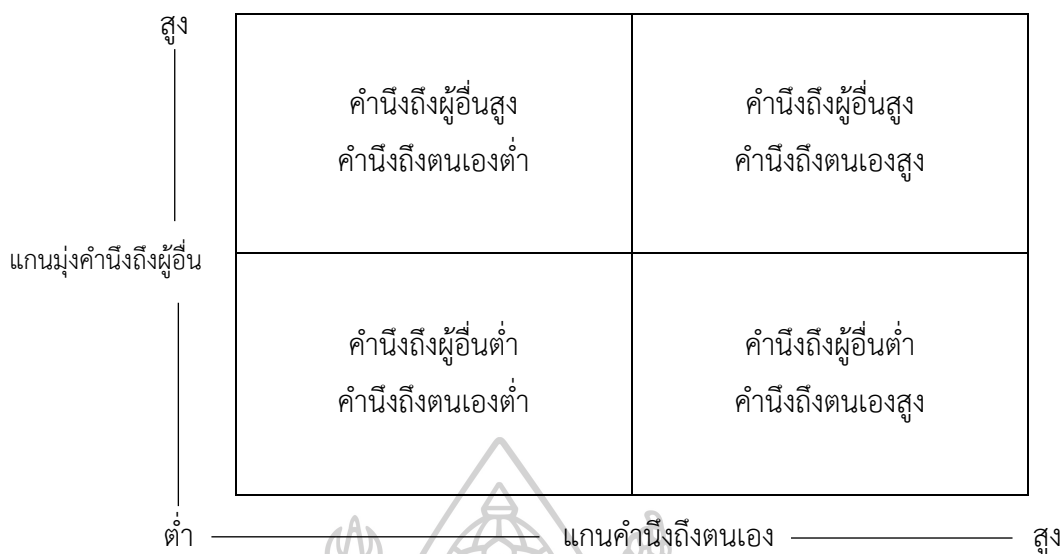 สูง
คำนึงถึงผู้อื่นสูง
คำนึงถึงตนเองต่ำ
คำนึงถึงผู้อื่นสูง
คำนึงถึงตนเองสูง
แกนมุ่งคำนึงถึงผู้อื่น
คำนึงถึงผู้อื่นต่ำ
คำนึงถึงตนเองต่ำ
คำนึงถึงผู้อื่นต่ำ
คำนึงถึงตนเองสูง
ต่ำ แกนคำนึงถึงตนเอง สูง